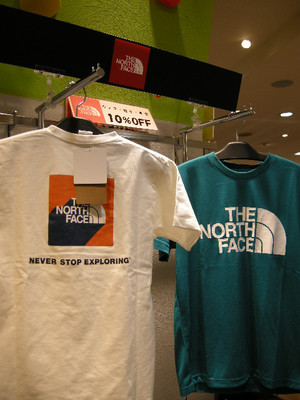 THE
NORTH
FACE
10%OFF
THE
NORTH
FACE
NEVER STOP EXPLORING
THE
NORTH
FACE